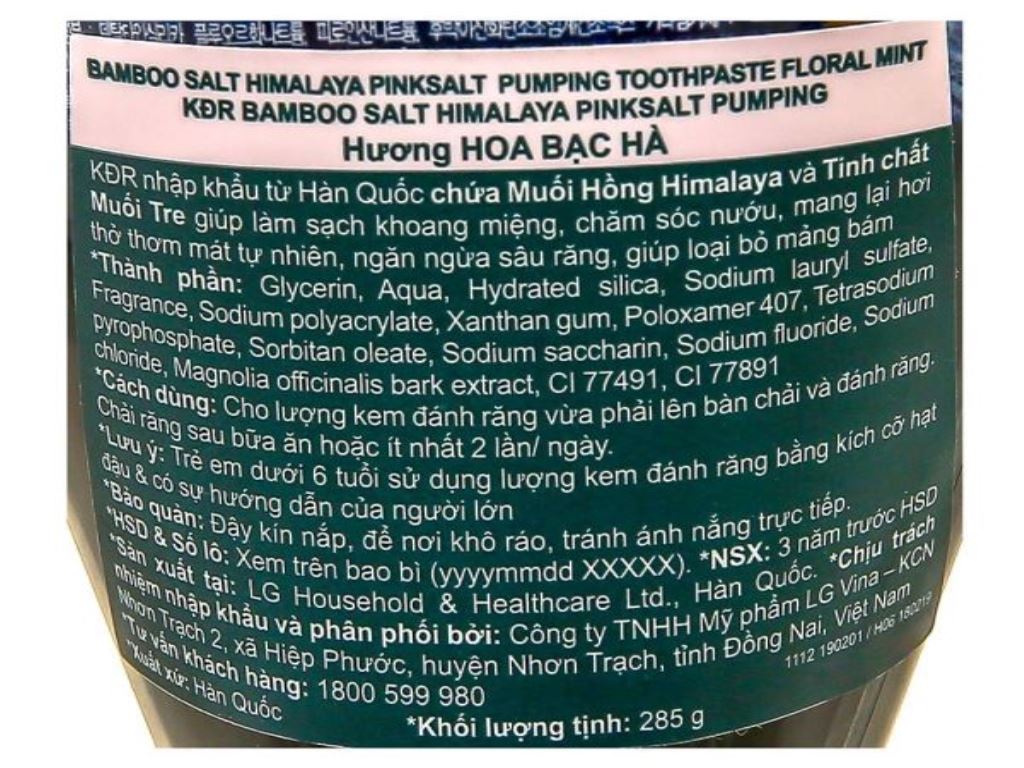 BAMBOO SALT HIMALAYA PINKSALT PUMPING TOOTHPASTE FLORAL MINT
KĐR BAMBOO SALT HIMALAYA PINKSALT PUMPING
Hương HOA BẠC HÀ
KĐR nhập khẩu từ Hàn Quốc chứa Muối Hồng Himalaya và Tinh chất
Muối Tre giúp làm sạch khoang miệng, chăm sóc nướu, mang lại hơi
thở thơm mát tự nhiên, ngăn ngừa sâu răng, giúp loại bỏ mảng bám
*Thành phần: Glycerin, Aqua, Hydrated silica, Sodium lauryl sulfate,
Fragrance, Sodium polyacrylate, Xanthan gum, Poloxamer 407, Tetrasodium
pyrophosphate, Sorbitan oleate, Sodium saccharin, Sodium fluoride, Sodium
chloride, Magnolia officinalis bark extract, CI 77491, CI 77891
*Cách dùng: Cho lượng kem đánh răng vừa phải lên bàn chải và đánh răng.
Chải răng sau bữa ăn hoặc ít nhất 2 lần/ ngày.
*Lưu ý: Trẻ em dưới 6 tuổi sử dụng lượng kem đánh răng bằng kích cỡ hạt
đậu & có sự hướng dẫn của người lớn
*Bảo quản: Đậy kín nắp, để nơi khô ráo, tránh ánh nắng trực tiếp.
*HSD & Số lô: Xem trên bao bì (yyyymmdd XXXXX). *NSX: 3 năm trước HSD
*Sản xuất tại: LG Household & Healthcare Ltd., Hàn Quốc. *Chịu trách
nhiệm nhập khẩu và phân phối bởi: Công ty TNHH Mỹ phẩm LG Vina – KCN
Nhơn Trạch 2, xã Hiệp Phước, huyện Nhơn Trạch, tỉnh Đồng Nai, Việt Nam
*Tư vấn khách hàng: 1800 599 980
1112 190201 / H06 180219
*Xuất xứ: Hàn Quốc
*Khối lượng tịnh: 285 g